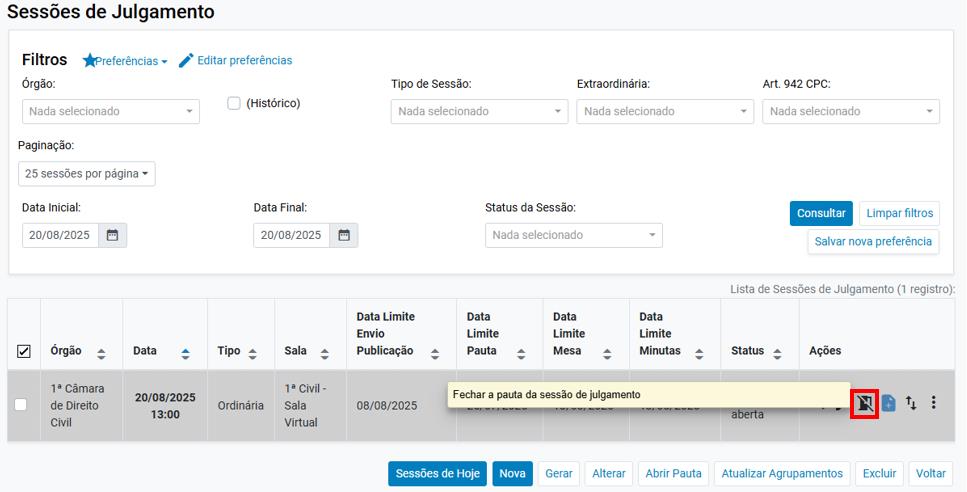 Sessões de Julgamento
Filtros Preferências Editar preferências
Órgão: Tipo de Sessão: Extraordinária: Art. 942 CPC:
Nada selecionado (Histórico) Nada selecionado Nada selecionado Nada selecionado
Paginação:
25 sessões por página
Data Inicial: Data Final: Status da Sessão:
20/08/2025 20/08/2025 Nada selecionado Consultar Limpar filtros
Salvar nova preferência
Lista de Sessões de Julgamento (1 registro):
Órgão Data Tipo Sala Data Limite Envio Publicação Data Limite Pauta Data Limite Mesa Data Limite Minutas Status Ações
1ª Câmara de Direito Civil
20/08/2025 13:00
Ordinária
1ª Civil - Sala Virtual
08/08/2025
Fechar a pauta da sessão de julgamento
aberta
Sessões de Hoje Nova Gerar Alterar Abrir Pauta Atualizar Agrupamentos Excluir Voltar